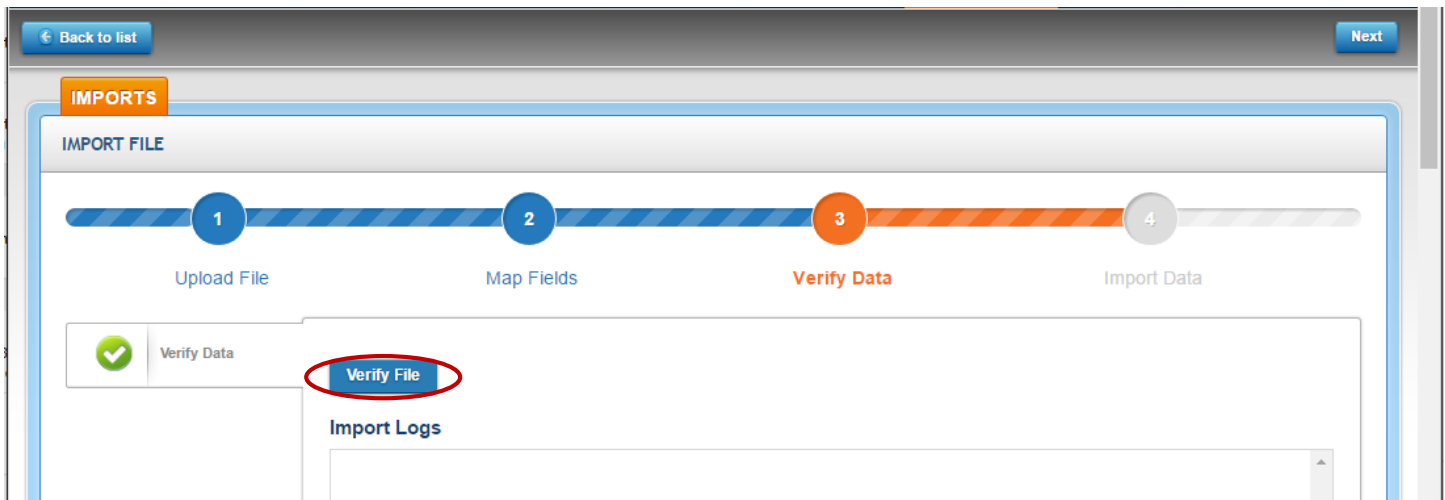 Back to list
Next
IMPORTS
IMPORT FILE
1
2
3
4
Upload File
Map Fields
Verify Data
Import Data
Verify Data
Verify File
Import Logs